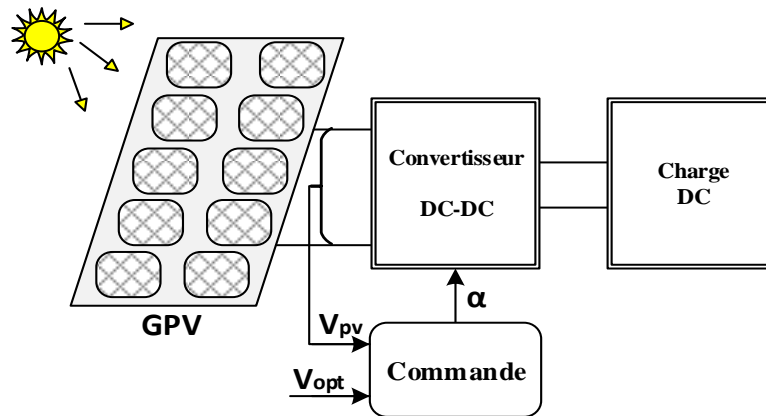 Convertisseur
DC-DC
Charge
DC
GPV
α
Vpv
Commande
Vopt